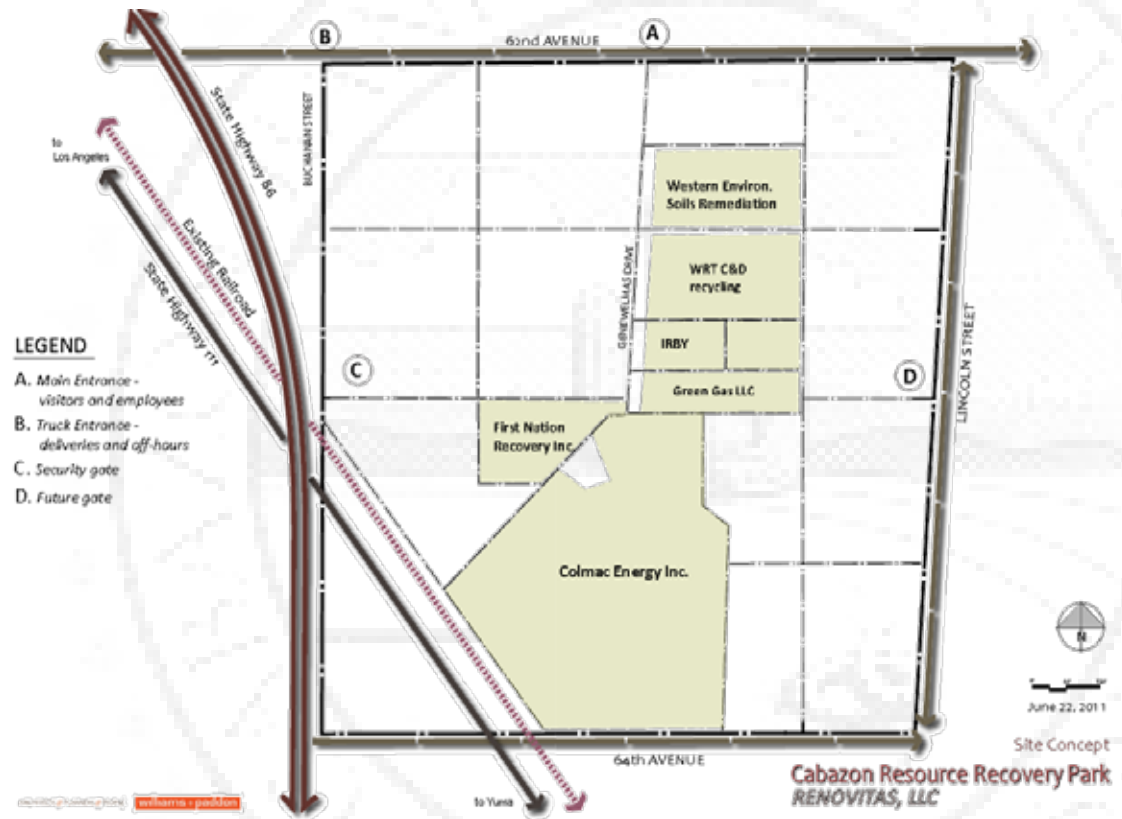 B
62nd AVENUE
A
State Highway 86
BUCHANAN STREET
to
Los Angeles
Existing Railroad
State Highway 111
Western Environ.
Soils Remediation
GENE WELMAS DRIVE
WRT C&D
recycling
IRBY
Green Gas LLC
LINCOLN STREET
C
D
LEGEND
A. Main Entrance -
visitors and employees
B. Truck Entrance -
deliveries and off-hours
C. Security gate
D. Future gate
First Nation
Recovery Inc.
Colmac Energy Inc.
N
June 22, 2011
64th AVENUE
to Yuma
Site Concept
Cabazon Resource Recovery Park
RENOVITAS, LLC
williams + paddon